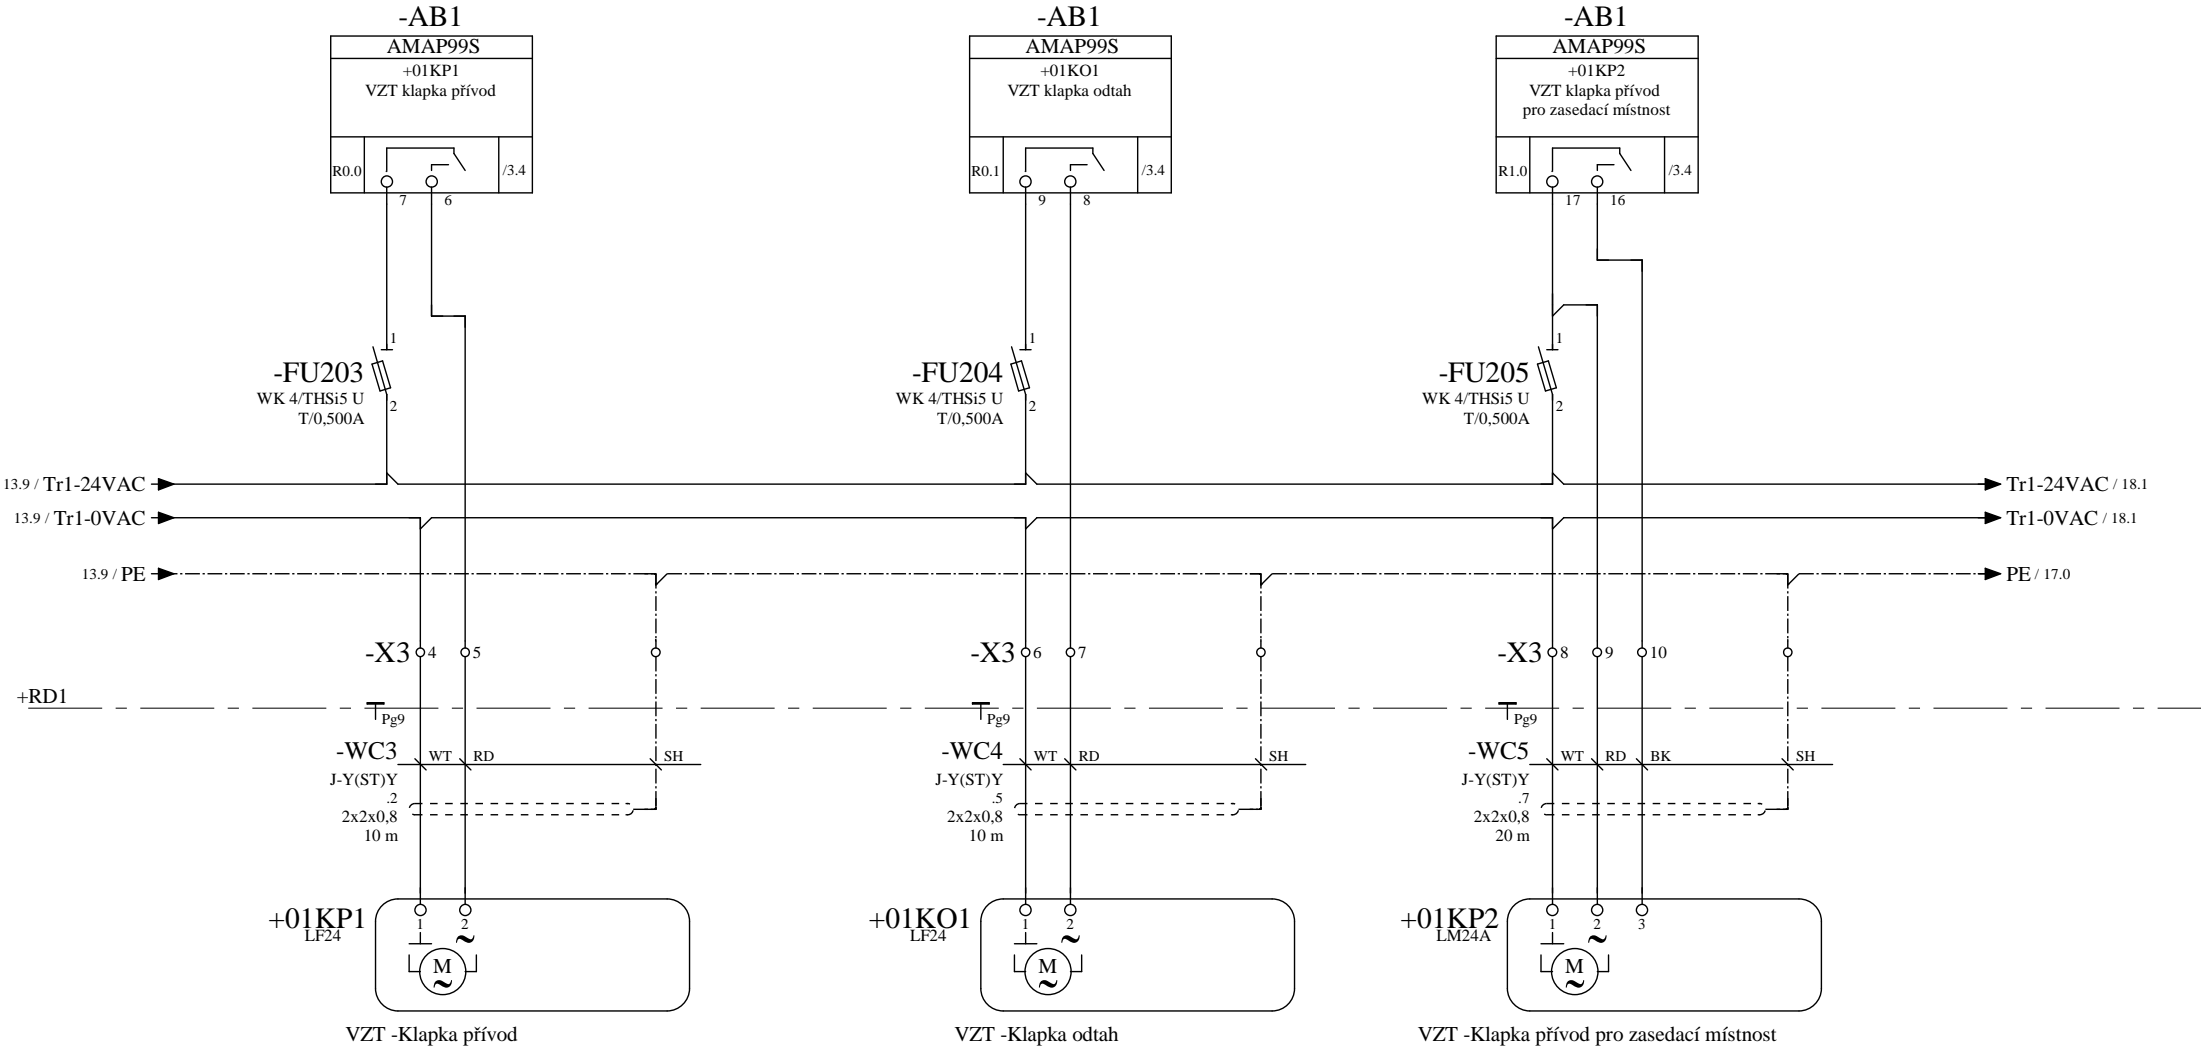 -AB1
AMAP99S
+01KP1
VZT klapka přívod
R0.0
/3.4
7
6
-AB1
AMAP99S
+01KO1
VZT klapka odtah
R0.1
/3.4
9
8
-AB1
AMAP99S
+01KP2
VZT klapka přívod
pro zasedací místnost
R1.0
/3.4
17
16
1
-FU203
WK 4/THSi5 U
T/0,500A
2
1
-FU204
WK 4/THSi5 U
T/0,500A
2
1
-FU205
WK 4/THSi5 U
T/0,500A
2
13.9 / Tr1-24VAC
Tr1-24VAC / 18.1
13.9 / Tr1-0VAC
Tr1-0VAC / 18.1
13.9 / PE
PE / 17.0
-X3
4
5
-X3
6
7
-X3
8
9
10
+RD1
Pg9
Pg9
Pg9
-WC3
WT
RD
SH
J-Y(ST)Y
.2
2x2x0,8
10 m
-WC4
WT
RD
SH
J-Y(ST)Y
.5
2x2x0,8
10 m
-WC5
WT
RD
BK
SH
J-Y(ST)Y
.7
2x2x0,8
20 m
+01KP1
LF24
1
2
M
+01KO1
LF24
1
2
M
+01KP2
LM24A
1
2
3
M
VZT -Klapka přívod
VZT -Klapka odtah
VZT -Klapka přívod pro zasedací místnost